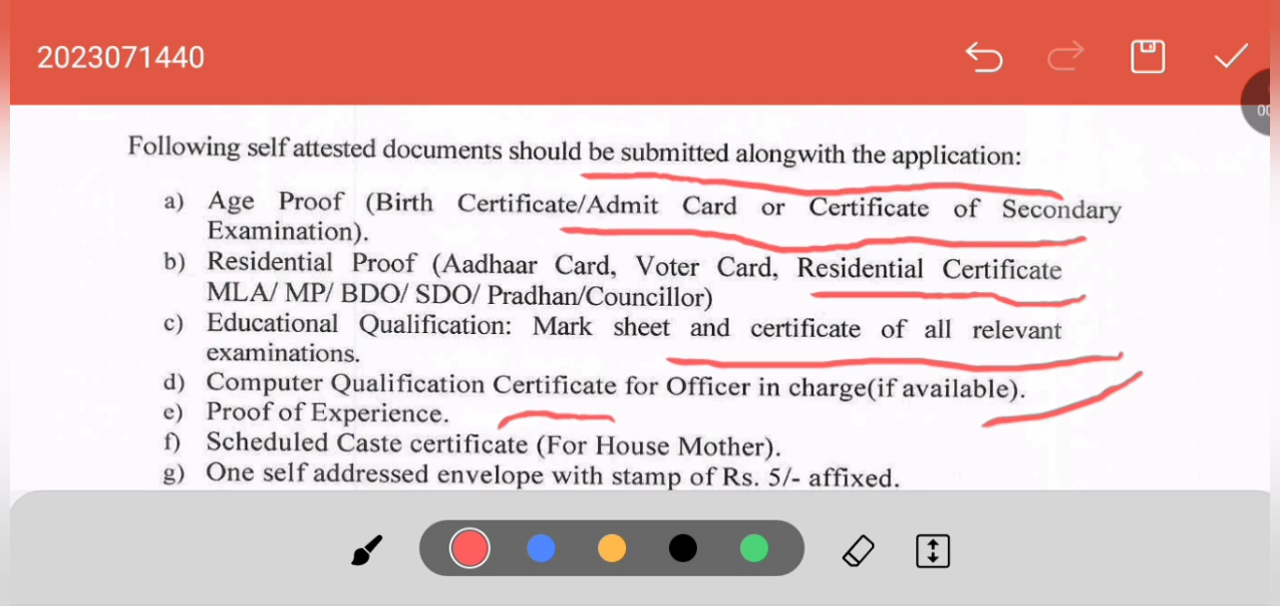 2023071440
00
Following self attested documents should be submitted alongwith the application:
a) Age Proof (Birth Certificate/Admit Card or Certificate of Secondary
Examination).
b) Residential Proof (Aadhaar Card, Voter Card, Residential Certificate
MLA/ MP/ BDO/ SDO/ Pradhan/Councillor)
c) Educational Qualification: Mark sheet and certificate of all relevant
examinations.
d) Computer Qualification Certificate for Officer in charge(if available).
e) Proof of Experience.
f) Scheduled Caste certificate (For House Mother).
g) One self addressed envelope with stamp of Rs. 5/- affixed.